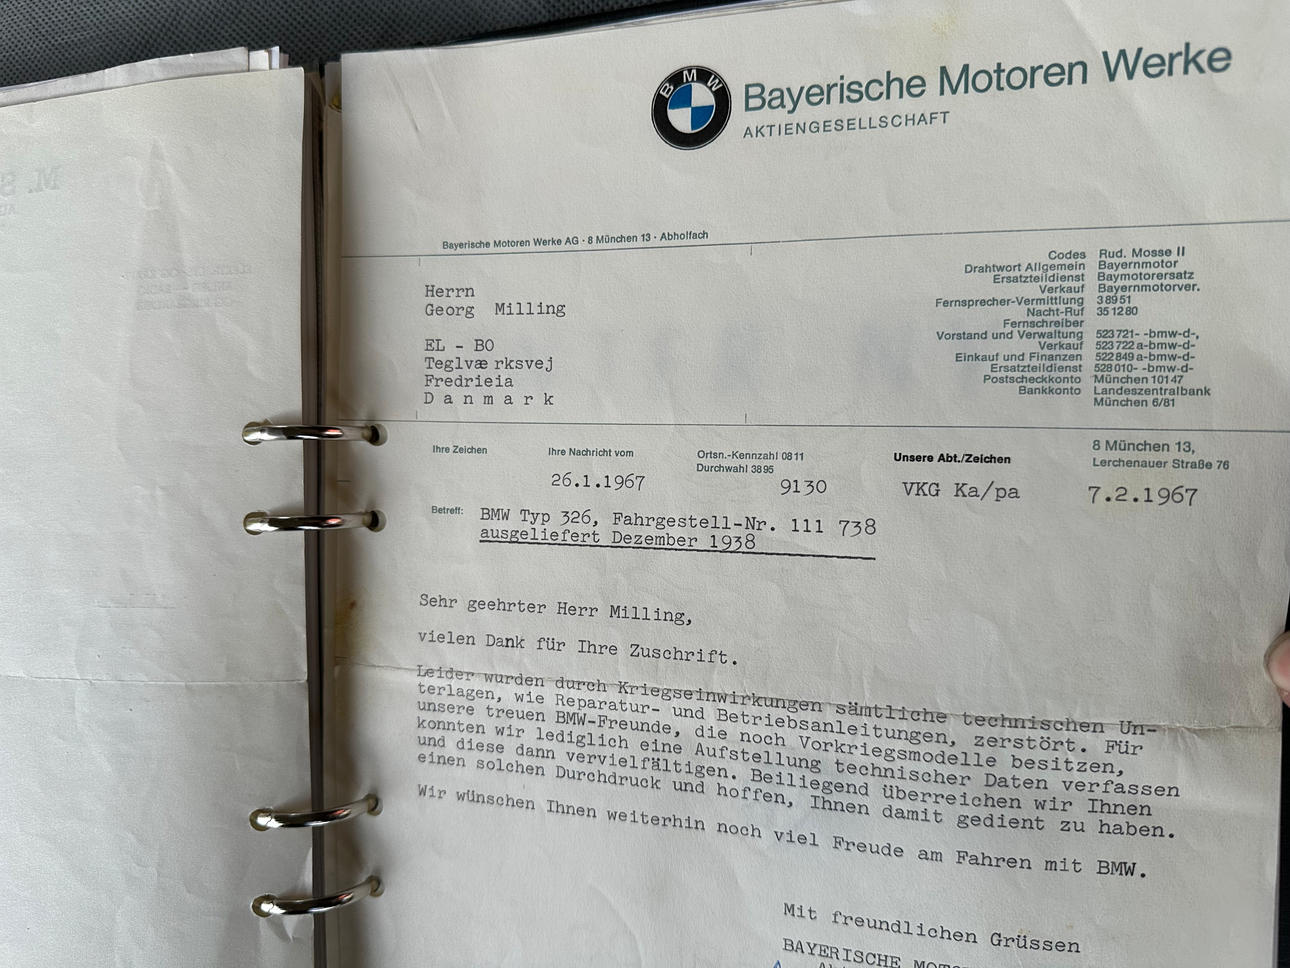 BMW
Bayerische Motoren Werke
AKTIENGESELLSCHAFT
Bayerische Motoren Werke AG · 8 München 13 · Abholfach
Herrn
Georg Milling
EL - BO
Teglværksvej
Fredrieia
D a n m a r k
Codes Rud. Mosse II
Drahtwort Allgemein Bayernmotor
Ersatzteildienst Baymotorersatz
Verkauf Bayernmotorver.
Fernsprecher-Vermittlung 38951
Nacht-Ruf 351280
Fernschreiber
Vorstand und Verwaltung 523721- -bmw-d-,
Verkauf 523722 a-bmw-d-
Einkauf und Finanzen 522849 a-bmw-d-
Ersatzteildienst 528010- -bmw-d-
Postscheckkonto München 10147
Bankkonto Landeszentralbank
München 6/81
Ihre Zeichen
Ihre Nachricht vom
26.1.1967
Ortsn.-Kennzahl 0811
Durchwahl 3895
9130
Unsere Abt./Zeichen
VKG Ka/pa
8 München 13,
Lerchenauer Straße 76
7.2.1967
Betreff: BMW Typ 326, Fahrgestell-Nr. 111 738
ausgeliefert Dezember 1938
Sehr geehrter Herr Milling,
vielen Dank für Ihre Zuschrift.
Leider wurden durch Kriegseinwirkungen sämtliche technischen Un-
terlagen, wie Reparatur- und Betriebsanleitungen, zerstört. Für
unsere treuen BMW-Freunde, die noch Vorkriegsmodelle besitzen,
konnten wir lediglich eine Aufstellung technischer Daten verfassen
und diese dann vervielfältigen. Beiliegend überreichen wir Ihnen
einen solchen Durchdruck und hoffen, Ihnen damit gedient zu haben.
Wir wünschen Ihnen weiterhin noch viel Freude am Fahren mit BMW.
Mit freundlichen Grüssen
BAYERISCHE